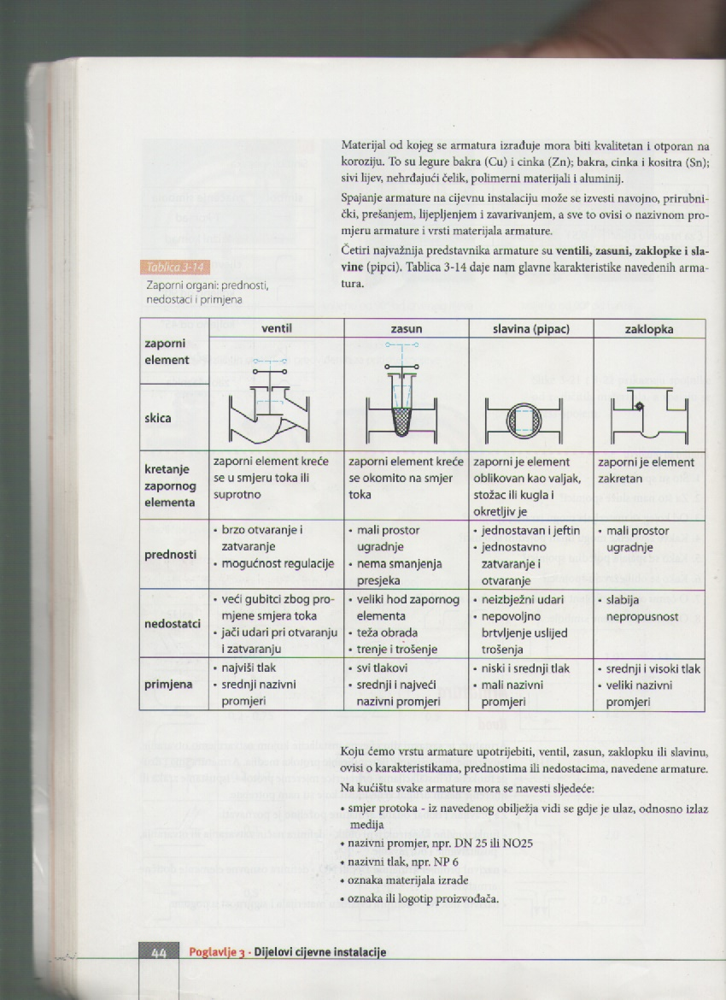 Materijal od kojeg se armatura izrađuje mora biti kvalitetan i otporan na
koroziju. To su legure bakra (Cu) i cinka (Zn); bakra, cinka i kositra (Sn);
sivi lijev, nehrđajući čelik, polimerni materijali i aluminij.
Spajanje armature na cijevnu instalaciju može se izvesti navojno, prirubni-
čki, prešanjem, lijepljenjem i zavarivanjem, a sve to ovisi o nazivnom pro-
mjeru armature i vrsti materijala armature.
Četiri najvažnija predstavnika armature su ventili, zasuni, zaklopke i sla-
vine (pipci). Tablica 3-14 daje nam glavne karakteristike navedenih arma-
tura.
Tablica 3-14
Zaporni organi: prednosti,
nedostaci i primjena
zaporni
element
ventil
zasun
slavina (pipac)
zaklopka
skica
kretanje
zapornog
elementa
zaporni element kreće
se u smjeru toka ili
suprotno
zaporni element kreće
se okomito na smjer
toka
zaporni je element
oblikovan kao valjak,
stožac ili kugla i
okretljiv je
zaporni je element
zakretan
prednosti
• brzo otvaranje i
zatvaranje
• mogućnost regulacije
• mali prostor
ugradnje
• nema smanjenja
presjeka
• jednostavan i jeftin
• jednostavno
zatvaranje i
otvaranje
• mali prostor
ugradnje
nedostatci
• veći gubitci zbog pro-
mjene smjera toka
• jači udari pri otvaranju
i zatvaranju
• veliki hod zapornog
elementa
• teža obrada
• trenje i trošenje
• neizbježni udari
• nepovoljno
brtvljenje uslijed
trošenja
• slabija
nepropusnost
primjena
• najviši tlak
• srednji nazivni
promjeri
• svi tlakovi
• srednji i najveći
nazivni promjeri
• niski i srednji tlak
• mali nazivni
promjeri
• srednji i visoki tlak
• veliki nazivni
promjeri
Koju ćemo vrstu armature upotrijebiti, ventil, zasun, zaklopku ili slavinu,
ovisi o karakteristikama, prednostima ili nedostacima, navedene armature.
Na kućištu svake armature mora se navesti sljedeće:
• smjer protoka - iz navedenog obilježja vidi se gdje je ulaz, odnosno izlaz
medija
• nazivni promjer, npr. DN 25 ili NO25
• nazivni tlak, npr. NP 6
• oznaka materijala izrade
• oznaka ili logotip proizvođača.
44 Poglavlje 3 - Dijelovi cijevne instalacije